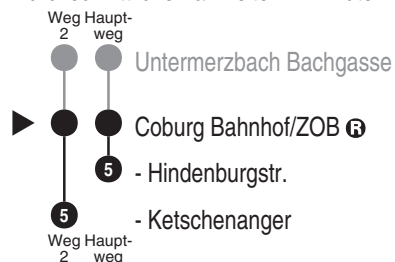 Weg Haupt-
2 weg
Untermerzbach Bachgasse
Coburg Bahnhof/ZOB R
5 - Hindenburgstr.
5 - Ketschenanger
Weg Haupt-
2 weg